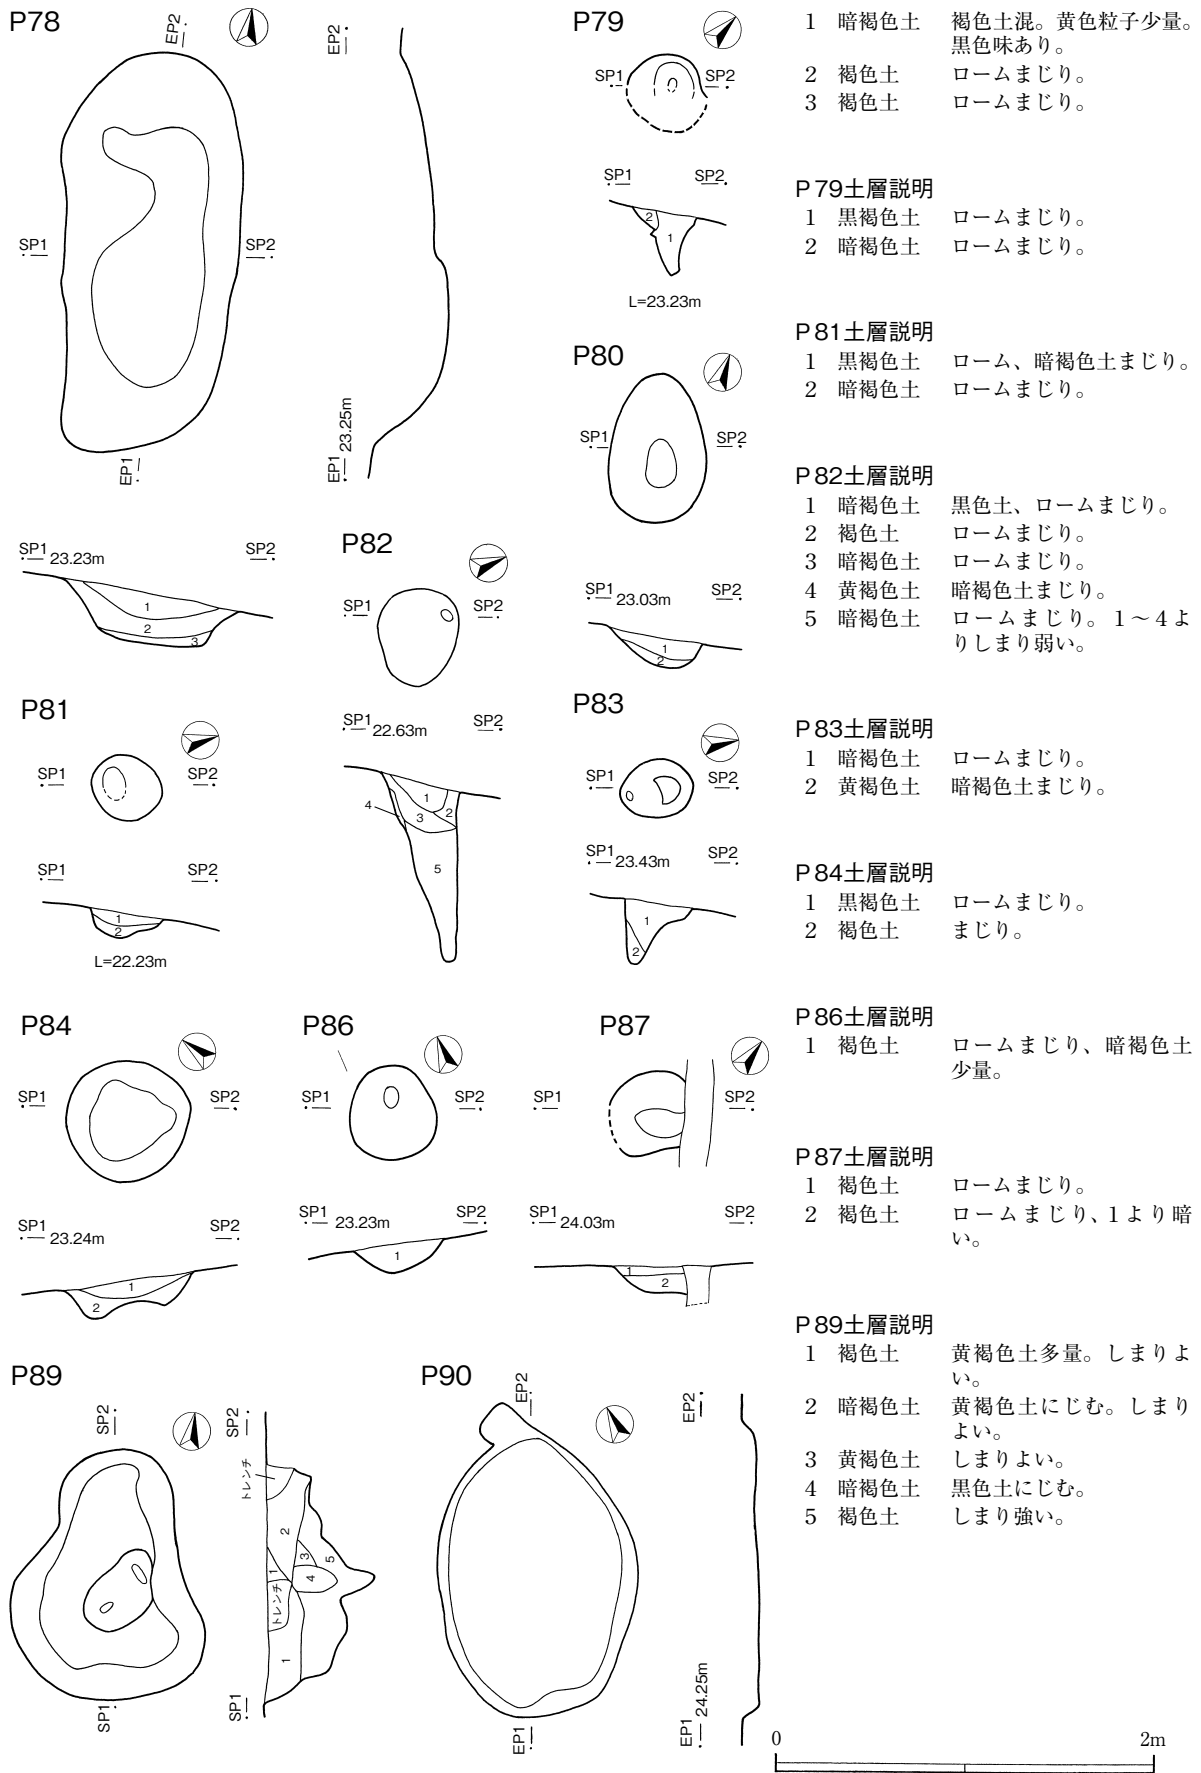 P78
EP2
EP2
SP1
SP2
EP1
EP1 23.25m
SP1 23.23m
SP2
1
2
3
P79
SP1
SP2
SP1
SP2
2
1
L=23.23m
P80
SP1
SP2
SP1 23.03m
SP2
1
2
P82
SP1
SP2
SP1 22.63m
SP2
1
2
3
4
5
P81
SP1
SP2
SP1
SP2
1
2
L=22.23m
P83
SP1
SP2
SP1 23.43m
SP2
1
2
P84
SP1
SP2
SP1 23.24m
SP2
1
2
P86
SP1
SP2
SP1 23.23m
SP2
1
P87
SP1
SP2
SP1 24.03m
SP2
1
2
P89
SP2
SP1
SP2
トレンチ
2
3
5
4
1
トレンチ
1
SP1
P90
EP2
EP1
EP2
EP1 24.25m
1 暗褐色土 褐色土混。黄色粒子少量。
黒色味あり。
2 褐色土 ロームまじり。
3 褐色土 ロームまじり。
P79土層説明
1 黒褐色土 ロームまじり。
2 暗褐色土 ロームまじり。
P81土層説明
1 黒褐色土 ローム、暗褐色土まじり。
2 暗褐色土 ロームまじり。
P82土層説明
1 暗褐色土 黒色土、ロームまじり。
2 褐色土 ロームまじり。
3 暗褐色土 ロームまじり。
4 黄褐色土 暗褐色土まじり。
5 暗褐色土 ロームまじり。1～4よ
りしまり弱い。
P83土層説明
1 暗褐色土 ロームまじり。
2 黄褐色土 暗褐色土まじり。
P84土層説明
1 黒褐色土 ロームまじり。
2 褐色土 まじり。
P86土層説明
1 褐色土 ロームまじり、暗褐色土
少量。
P87土層説明
1 褐色土 ロームまじり。
2 褐色土 ロームまじり、1より暗
い。
P89土層説明
1 褐色土 黄褐色土多量。しまりよ
い。
2 暗褐色土 黄褐色土にじむ。しまり
よい。
3 黄褐色土 しまりよい。
4 暗褐色土 黒色土にじむ。
5 褐色土 しまり強い。
0 2m